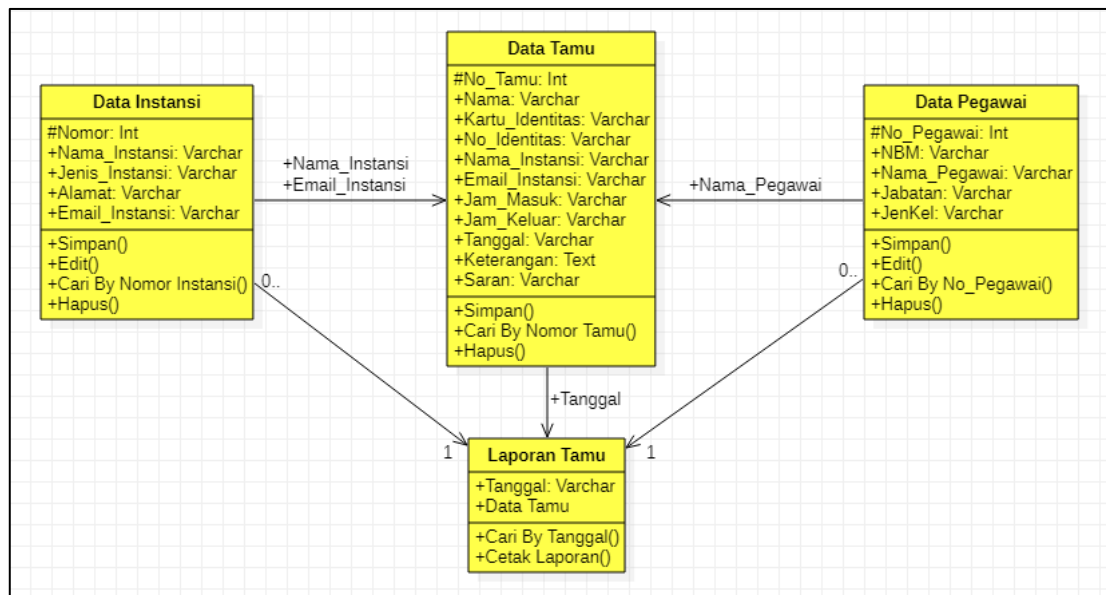 Data Instansi
#Nomor: Int
+Nama_Instansi: Varchar
+Jenis_Instansi: Varchar
+Alamat: Varchar
+Email_Instansi: Varchar
+Simpan()
+Edit()
+Cari By Nomor Instansi()
+Hapus()
+Nama_Instansi
+Email_Instansi
Data Tamu
#No_Tamu: Int
+Nama: Varchar
+Kartu_Identitas: Varchar
+No_Identitas: Varchar
+Nama_Instansi: Varchar
+Email_Instansi: Varchar
+Jam_Masuk: Varchar
+Jam_Keluar: Varchar
+Tanggal: Varchar
+Keterangan: Text
+Saran: Varchar
+Simpan()
+Cari By Nomor Tamu()
+Hapus()
+Nama_Pegawai
Data Pegawai
#No_Pegawai: Int
+NBM: Varchar
+Nama_Pegawai: Varchar
+Jabatan: Varchar
+JenKel: Varchar
+Simpan()
+Edit()
+Cari By No_Pegawai()
+Hapus()
0..
0..
+Tanggal
1
1
Laporan Tamu
+Tanggal: Varchar
+Data Tamu
+Cari By Tanggal()
+Cetak Laporan()